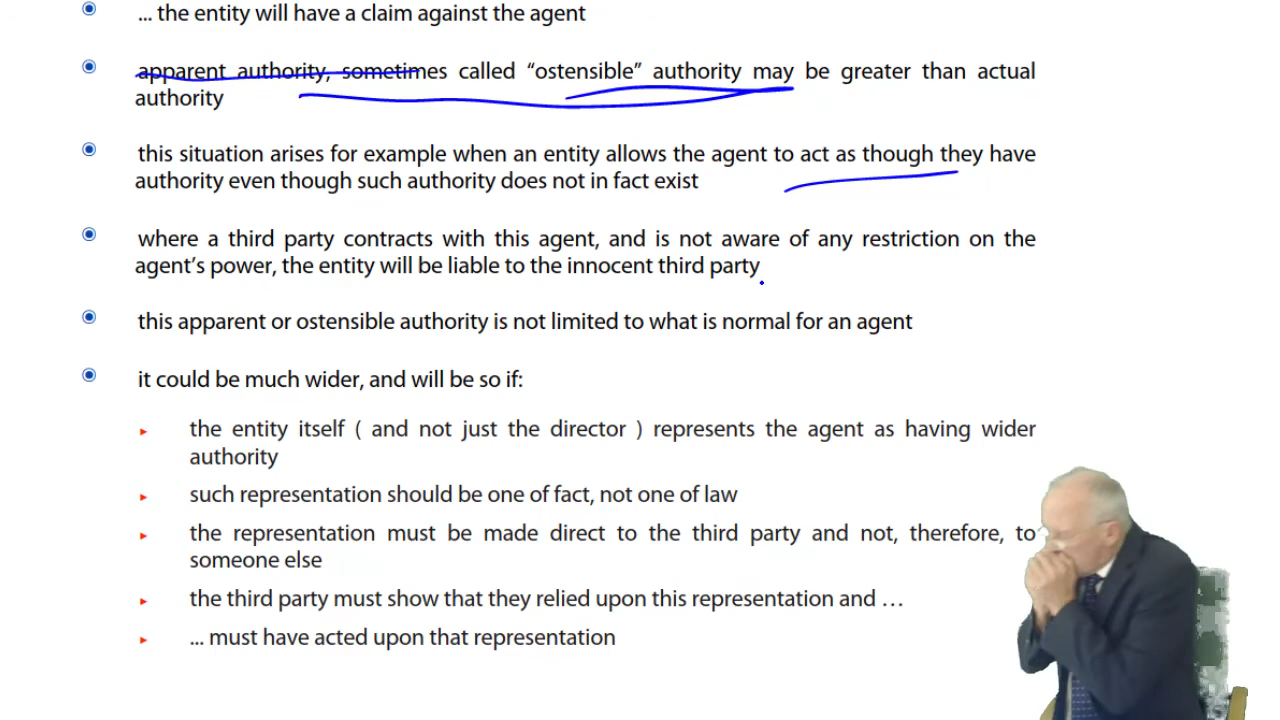 ... the entity will have a claim against the agent
apparent authority, sometimes called “ostensible” authority may be greater than actual
authority
this situation arises for example when an entity allows the agent to act as though they have
authority even though such authority does not in fact exist
where a third party contracts with this agent, and is not aware of any restriction on the
agent’s power, the entity will be liable to the innocent third party
this apparent or ostensible authority is not limited to what is normal for an agent
it could be much wider, and will be so if:
the entity itself ( and not just the director ) represents the agent as having wider
authority
such representation should be one of fact, not one of law
the representation must be made direct to the third party and not, therefore, to
someone else
the third party must show that they relied upon this representation and …
... must have acted upon that representation